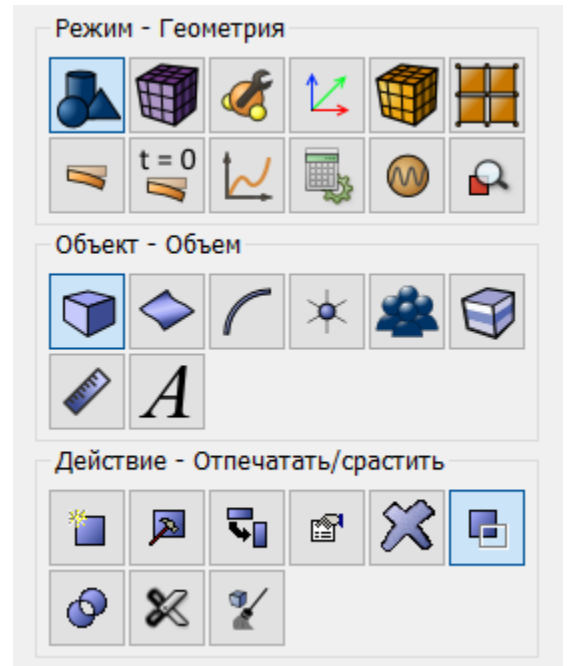 Режим - Геометрия
t = 0
Объект - Объем
A
Действие - Отпечатать/срастить